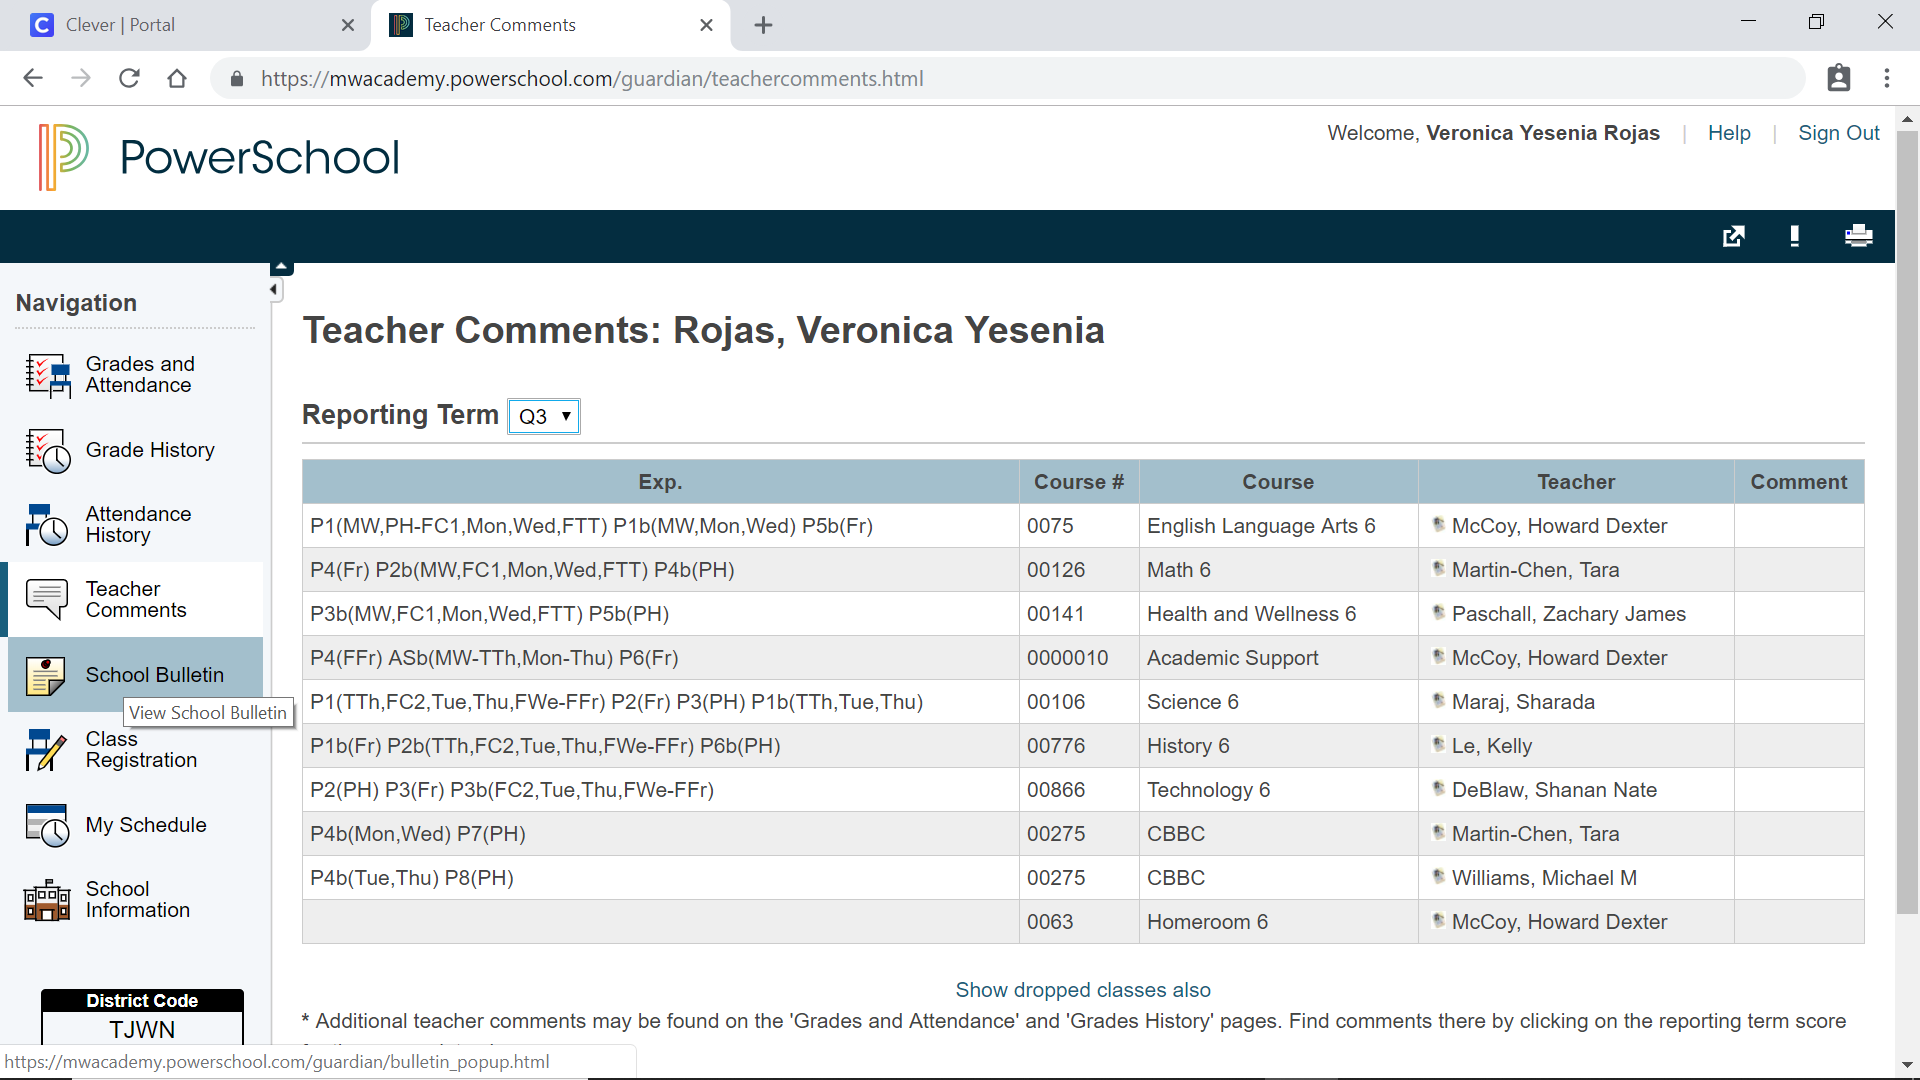 Clever | Portal
Teacher Comments
https://mwacademy.powerschool.com/guardian/teachercomments.html
PowerSchool
Welcome, Veronica Yesenia Rojas | Help | Sign Out
Navigation
Grades and
Attendance
Grade History
Attendance
History
Teacher
Comments
School Bulletin
View School Bulletin
Class
Registration
My Schedule
School
Information
District Code
TJWN
Teacher Comments: Rojas, Veronica Yesenia
Reporting Term Q3
Exp. Course # Course Teacher Comment
P1(MW,PH-FC1,Mon,Wed,FTT) P1b(MW,Mon,Wed) P5b(Fr) 0075 English Language Arts 6 McCoy, Howard Dexter
P4(Fr) P2b(MW,FC1,Mon,Wed,FTT) P4b(PH) 00126 Math 6 Martin-Chen, Tara
P3b(MW,FC1,Mon,Wed,FTT) P5b(PH) 00141 Health and Wellness 6 Paschall, Zachary James
P4(FFr) ASb(MW-TTh,Mon-Thu) P6(Fr) 0000010 Academic Support McCoy, Howard Dexter
P1(TTh,FC2,Tue,Thu,FWe-FFr) P2(Fr) P3(PH) P1b(TTh,Tue,Thu) 00106 Science 6 Maraj, Sharada
P1b(Fr) P2b(TTh,FC2,Tue,Thu,FWe-FFr) P6b(PH) 00776 History 6 Le, Kelly
P2(PH) P3(Fr) P3b(FC2,Tue,Thu,FWe-FFr) 00866 Technology 6 DeBlaw, Shanan Nate
P4b(Mon,Wed) P7(PH) 00275 CBBC Martin-Chen, Tara
P4b(Tue,Thu) P8(PH) 00275 CBBC Williams, Michael M
0063 Homeroom 6 McCoy, Howard Dexter
Show dropped classes also
* Additional teacher comments may be found on the 'Grades and Attendance' and 'Grades History' pages. Find comments there by clicking on the reporting term score
https://mwacademy.powerschool.com/guardian/bulletin_popup.html